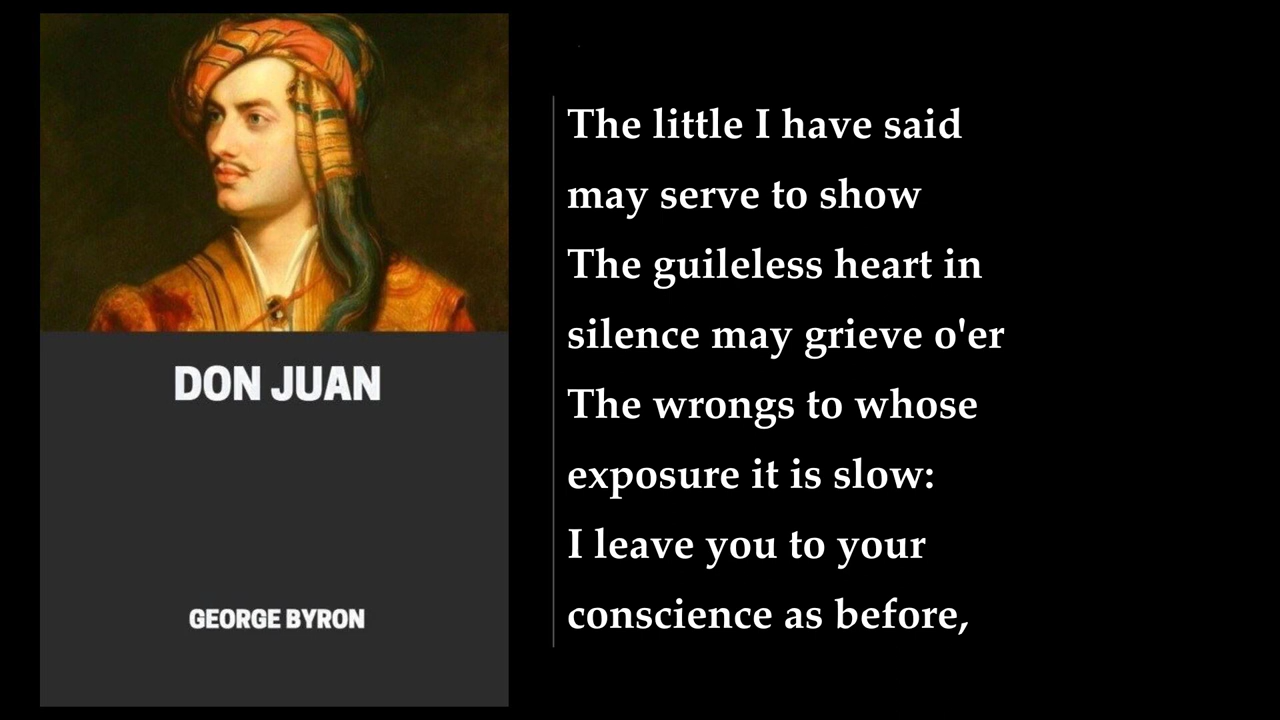 DON JUAN
GEORGE BYRON
The little I have said
may serve to show
The guileless heart in
silence may grieve o'er
The wrongs to whose
exposure it is slow:
I leave you to your
conscience as before,